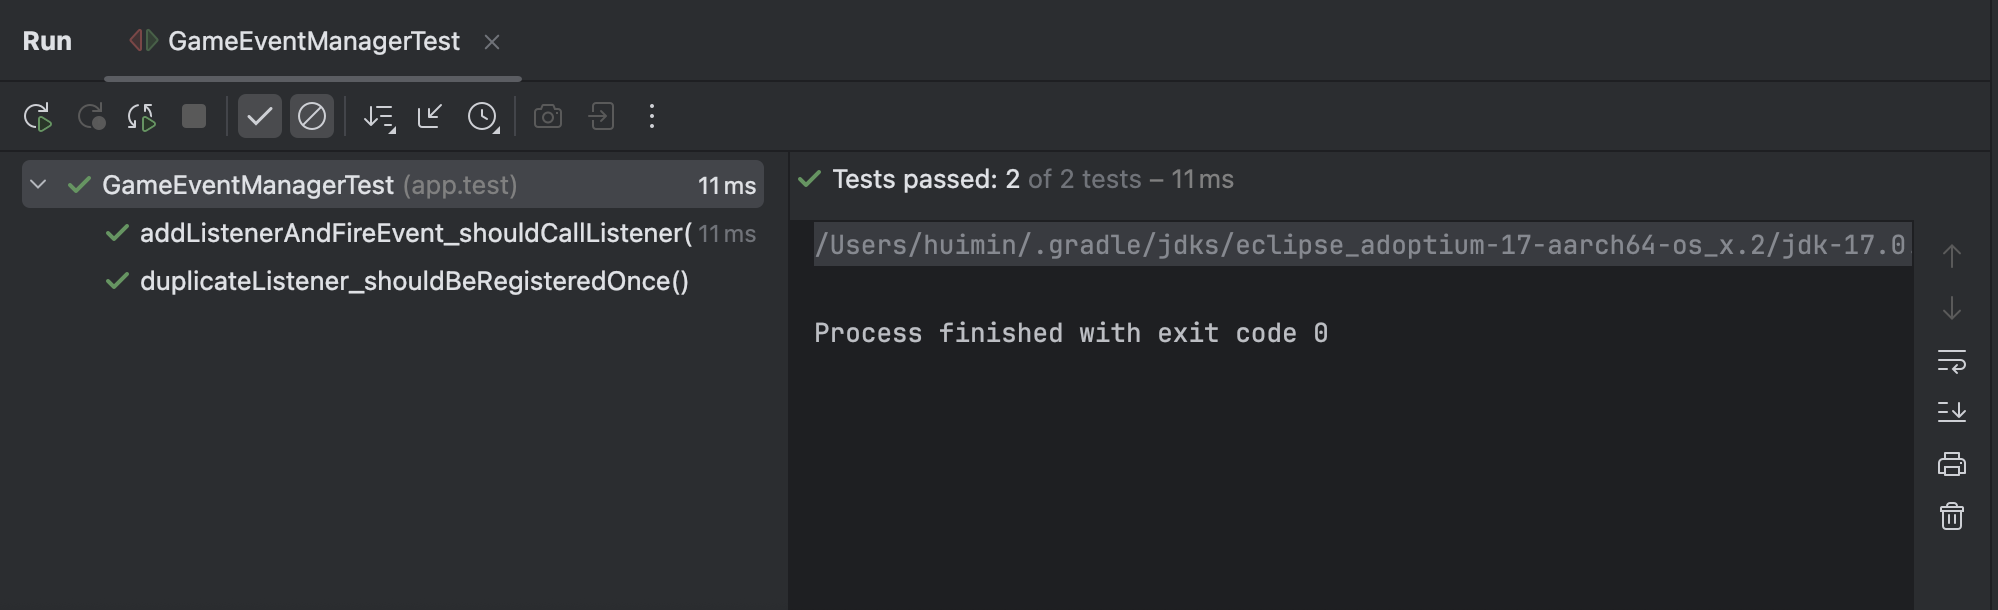 Run GameEventManagerTest
GameEventManagerTest (app.test) 11 ms
addListenerAndFireEvent_shouldCallListener( 11 ms
duplicateListener_shouldBeRegisteredOnce()
Tests passed: 2 of 2 tests – 11 ms
/Users/huimin/.gradle/jdks/eclipse_adoptium-17-aarch64-os_x.2/jdk-17.0.
Process finished with exit code 0